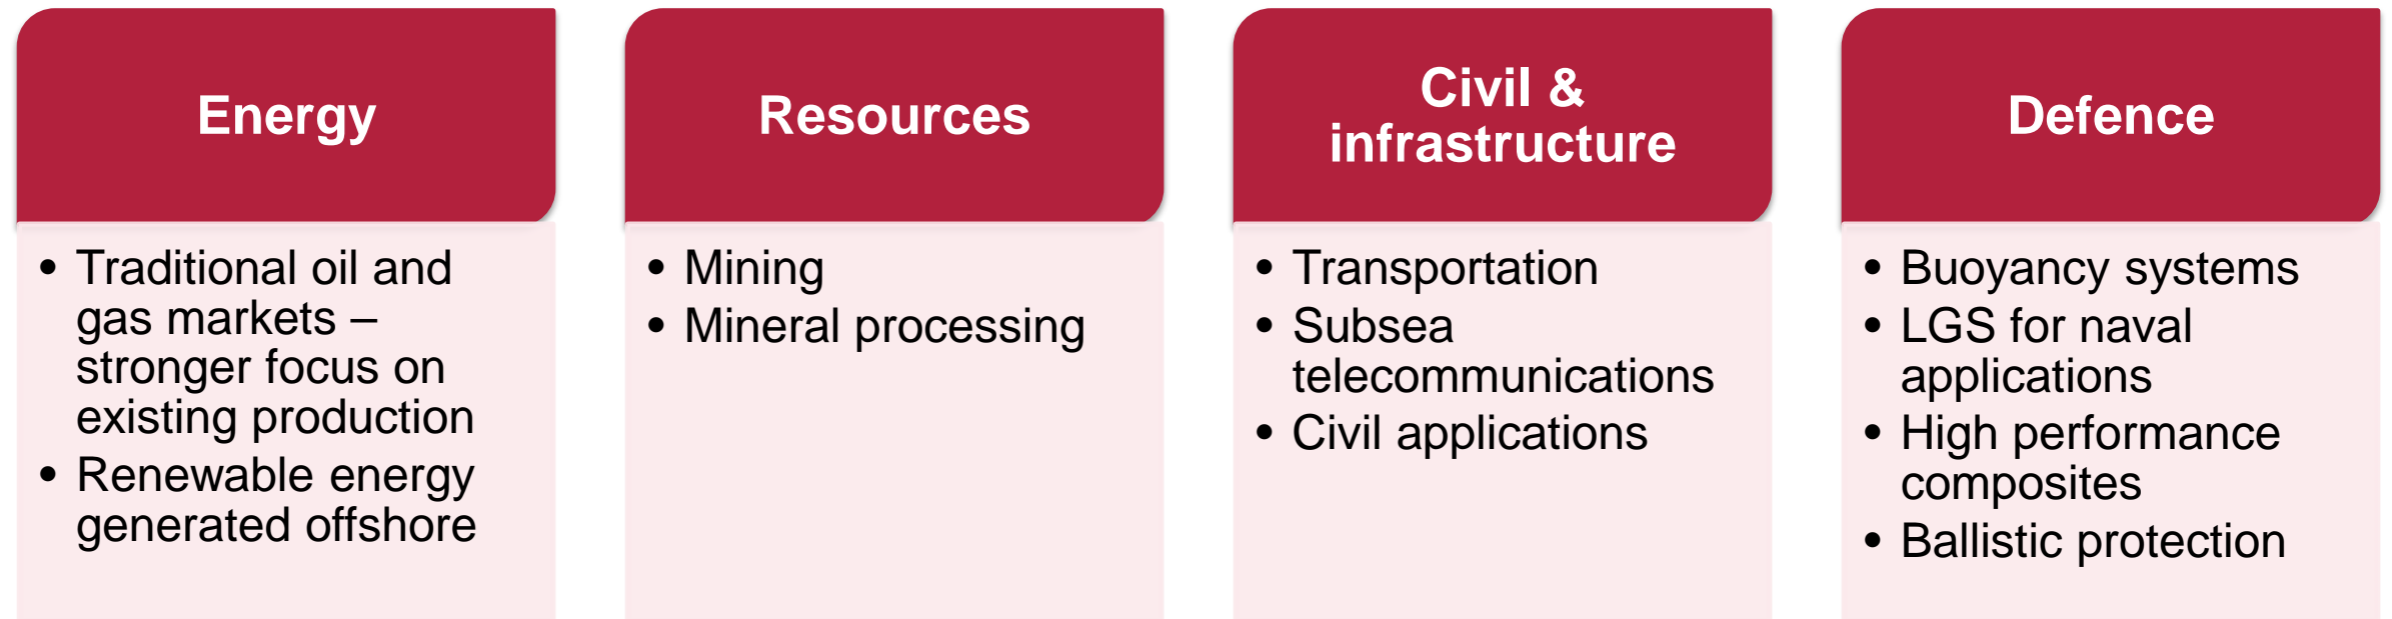 Energy
• Traditional oil and
gas markets –
stronger focus on
existing production
• Renewable energy
generated offshore
Resources
• Mining
• Mineral processing
Civil &
infrastructure
• Transportation
• Subsea
telecommunications
• Civil applications
Defence
• Buoyancy systems
• LGS for naval
applications
• High performance
composites
• Ballistic protection